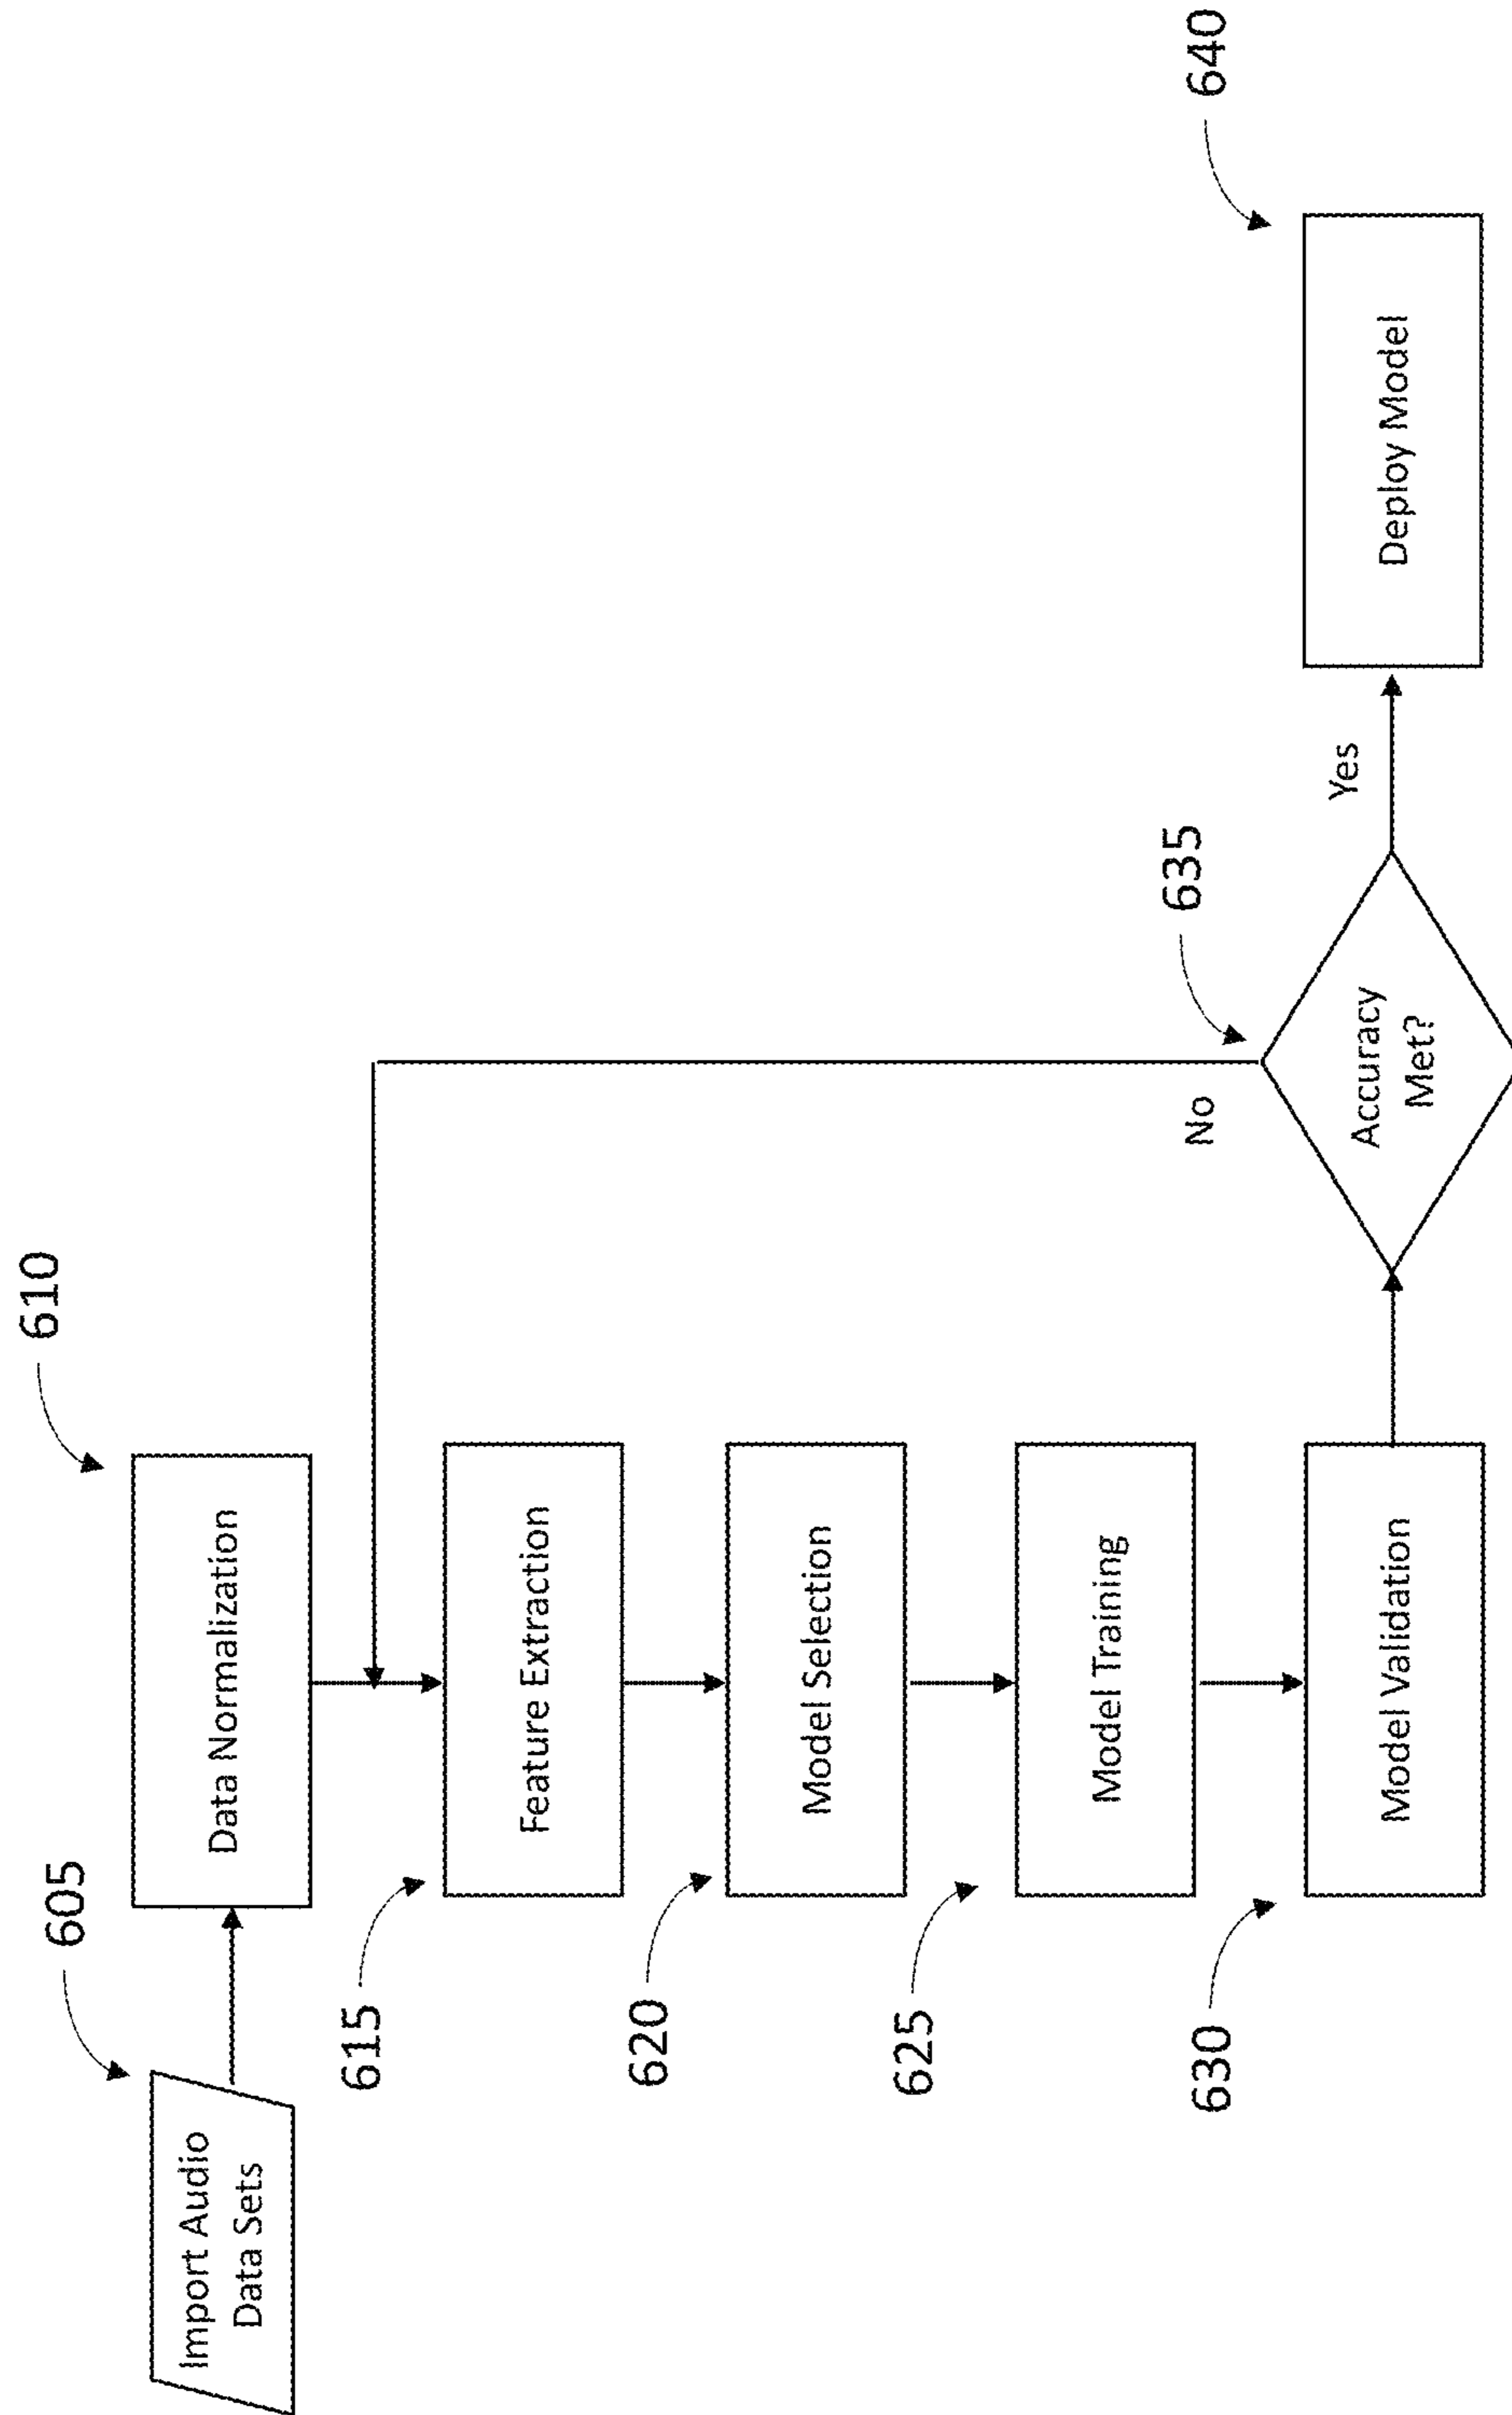 605
Import Audio
Data Sets
610
Data Normalization
615
Feature Extraction
620
Model Selection
625
Model Training
630
Model Validation
635
Accuracy
Met?
No
Yes
640
Deploy Model